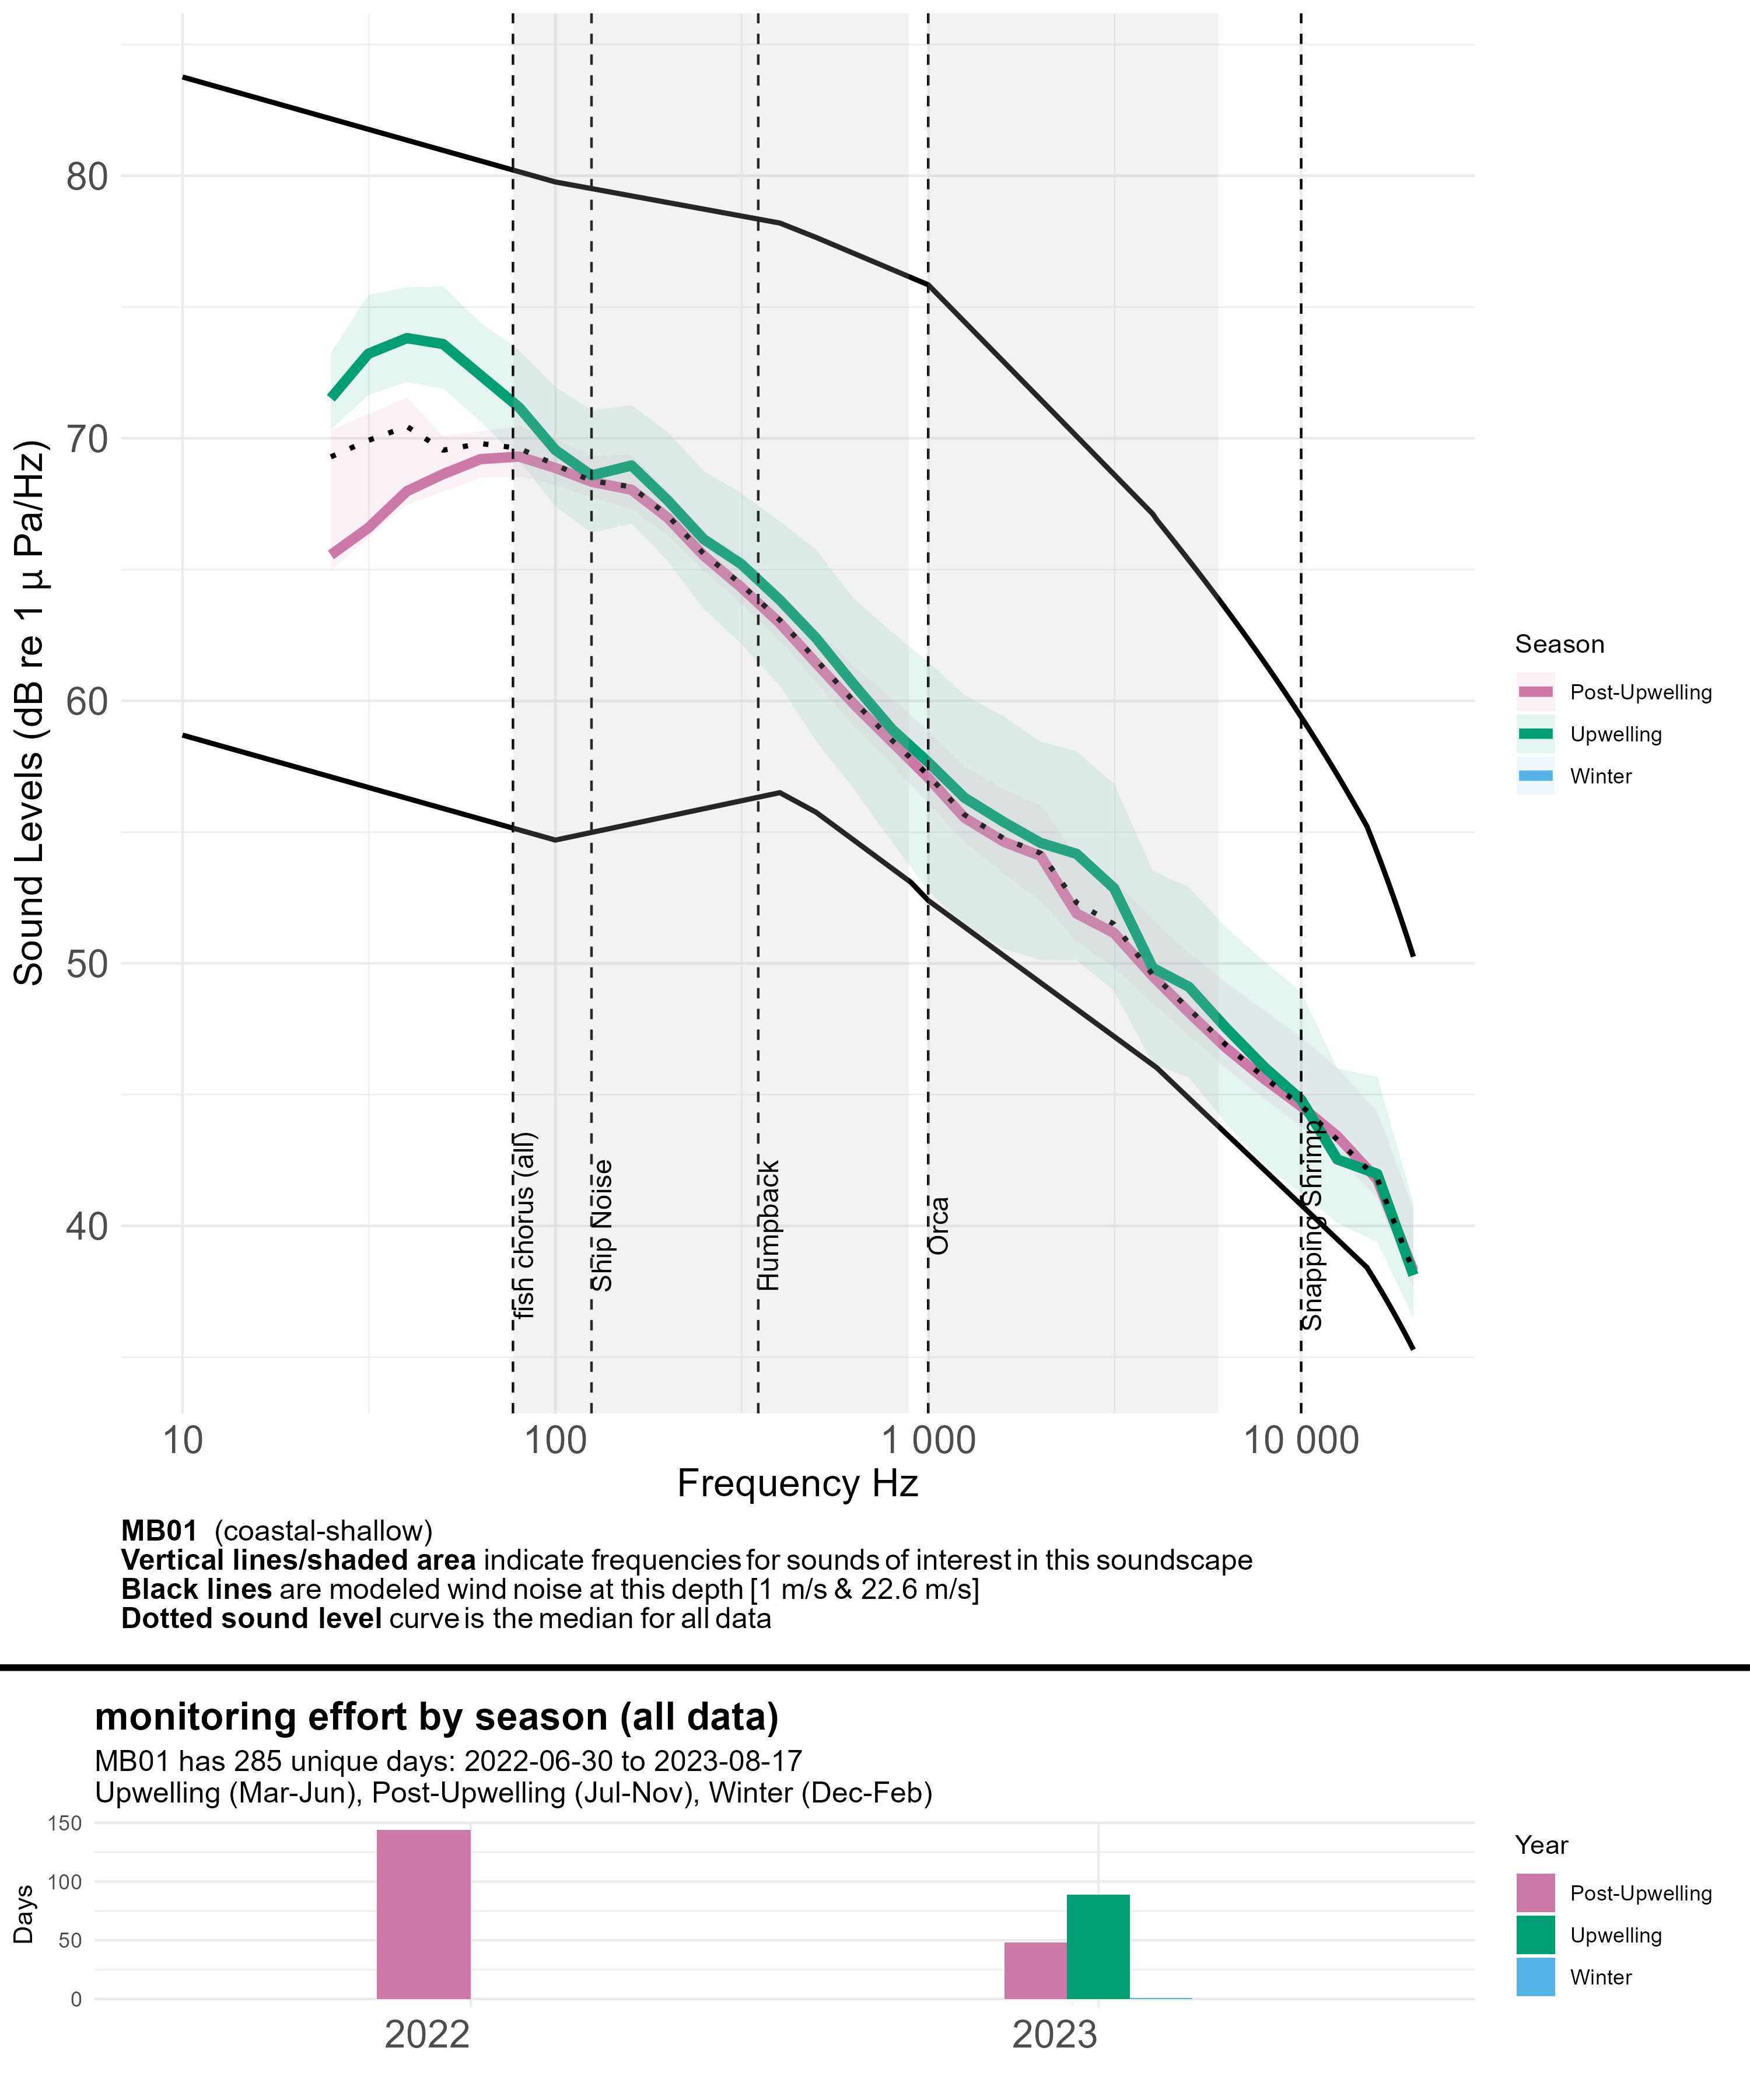 80
70
60
50
40
Sound Levels (dB re 1 µ Pa/Hz)
fish chorus (all)
Ship Noise
Humpback
Orca
Snapping Shrimp
Season
Post-Upwelling
Upwelling
Winter
10
100
1 000
10 000
Frequency Hz
MB01 (coastal-shallow)
Vertical lines/shaded area indicate frequencies for sounds of interest in this soundscape
Black lines are modeled wind noise at this depth [1 m/s & 22.6 m/s]
Dotted sound level curve is the median for all data
monitoring effort by season (all data)
MB01 has 285 unique days: 2022-06-30 to 2023-08-17
Upwelling (Mar-Jun), Post-Upwelling (Jul-Nov), Winter (Dec-Feb)
150
100
50
0
Days
2022
2023
Year
Post-Upwelling
Upwelling
Winter